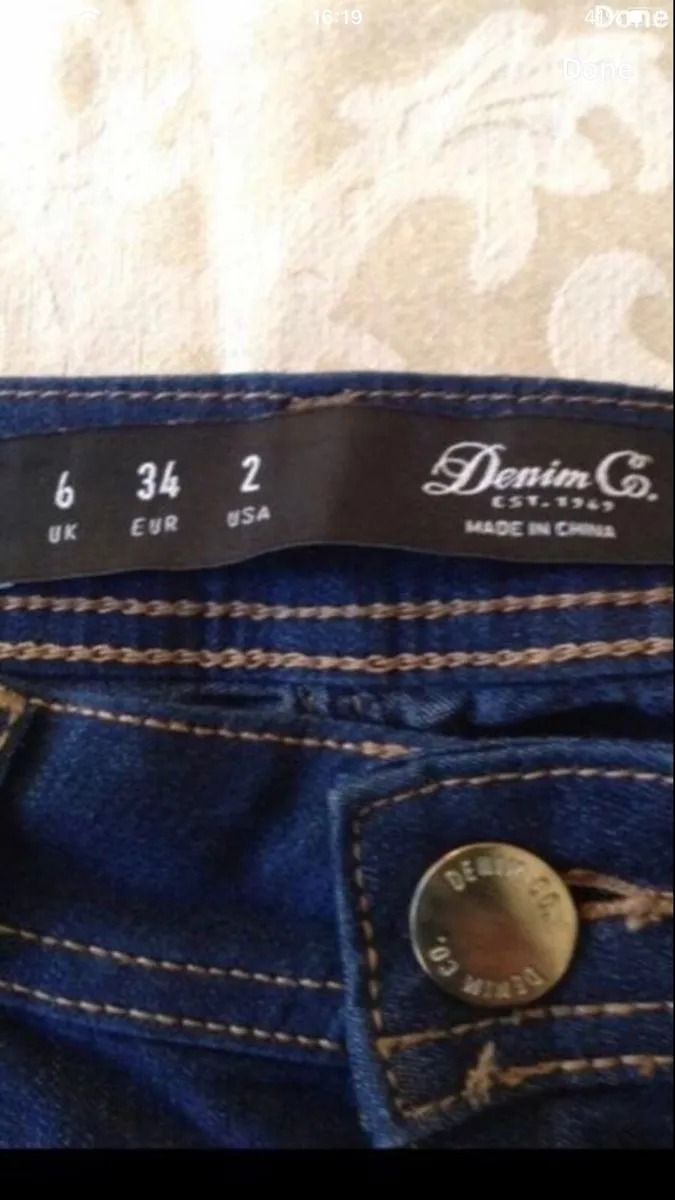 16:19
Done
Done
6 34 2
UK EUR USA
Denim Co.
EST. 1969
MADE IN CHINA
DENIM CO.
DENIM CO.